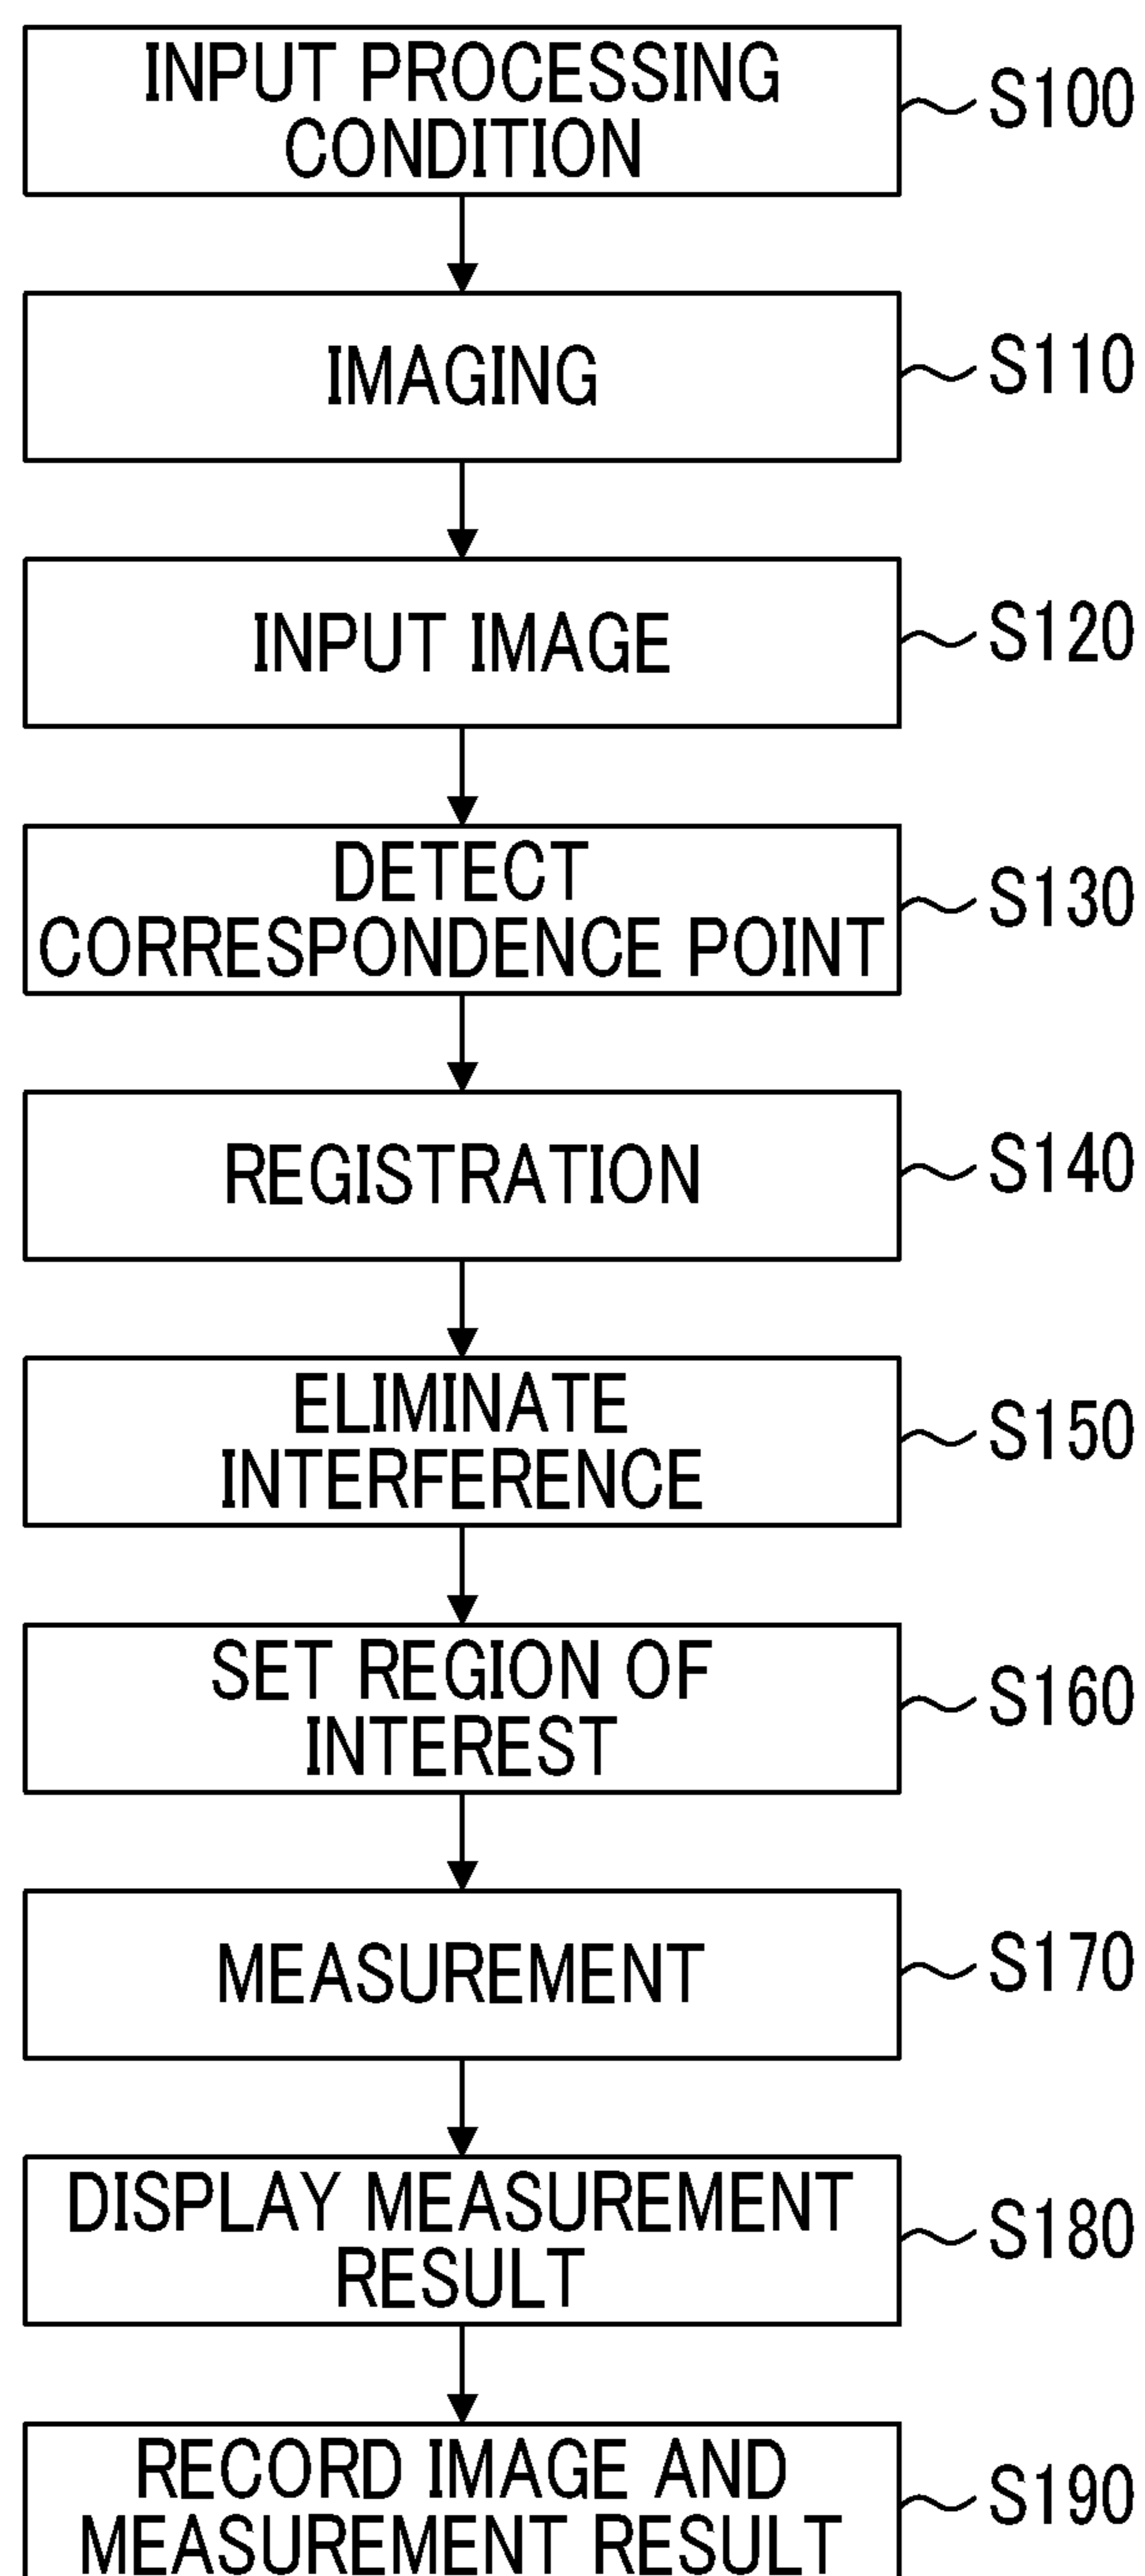 INPUT PROCESSING
CONDITION
S100
IMAGING
S110
INPUT IMAGE
S120
DETECT
CORRESPONDENCE POINT
S130
REGISTRATION
S140
ELIMINATE
INTERFERENCE
S150
SET REGION OF
INTEREST
S160
MEASUREMENT
S170
DISPLAY MEASUREMENT
RESULT
S180
RECORD IMAGE AND
MEASUREMENT RESULT
S190